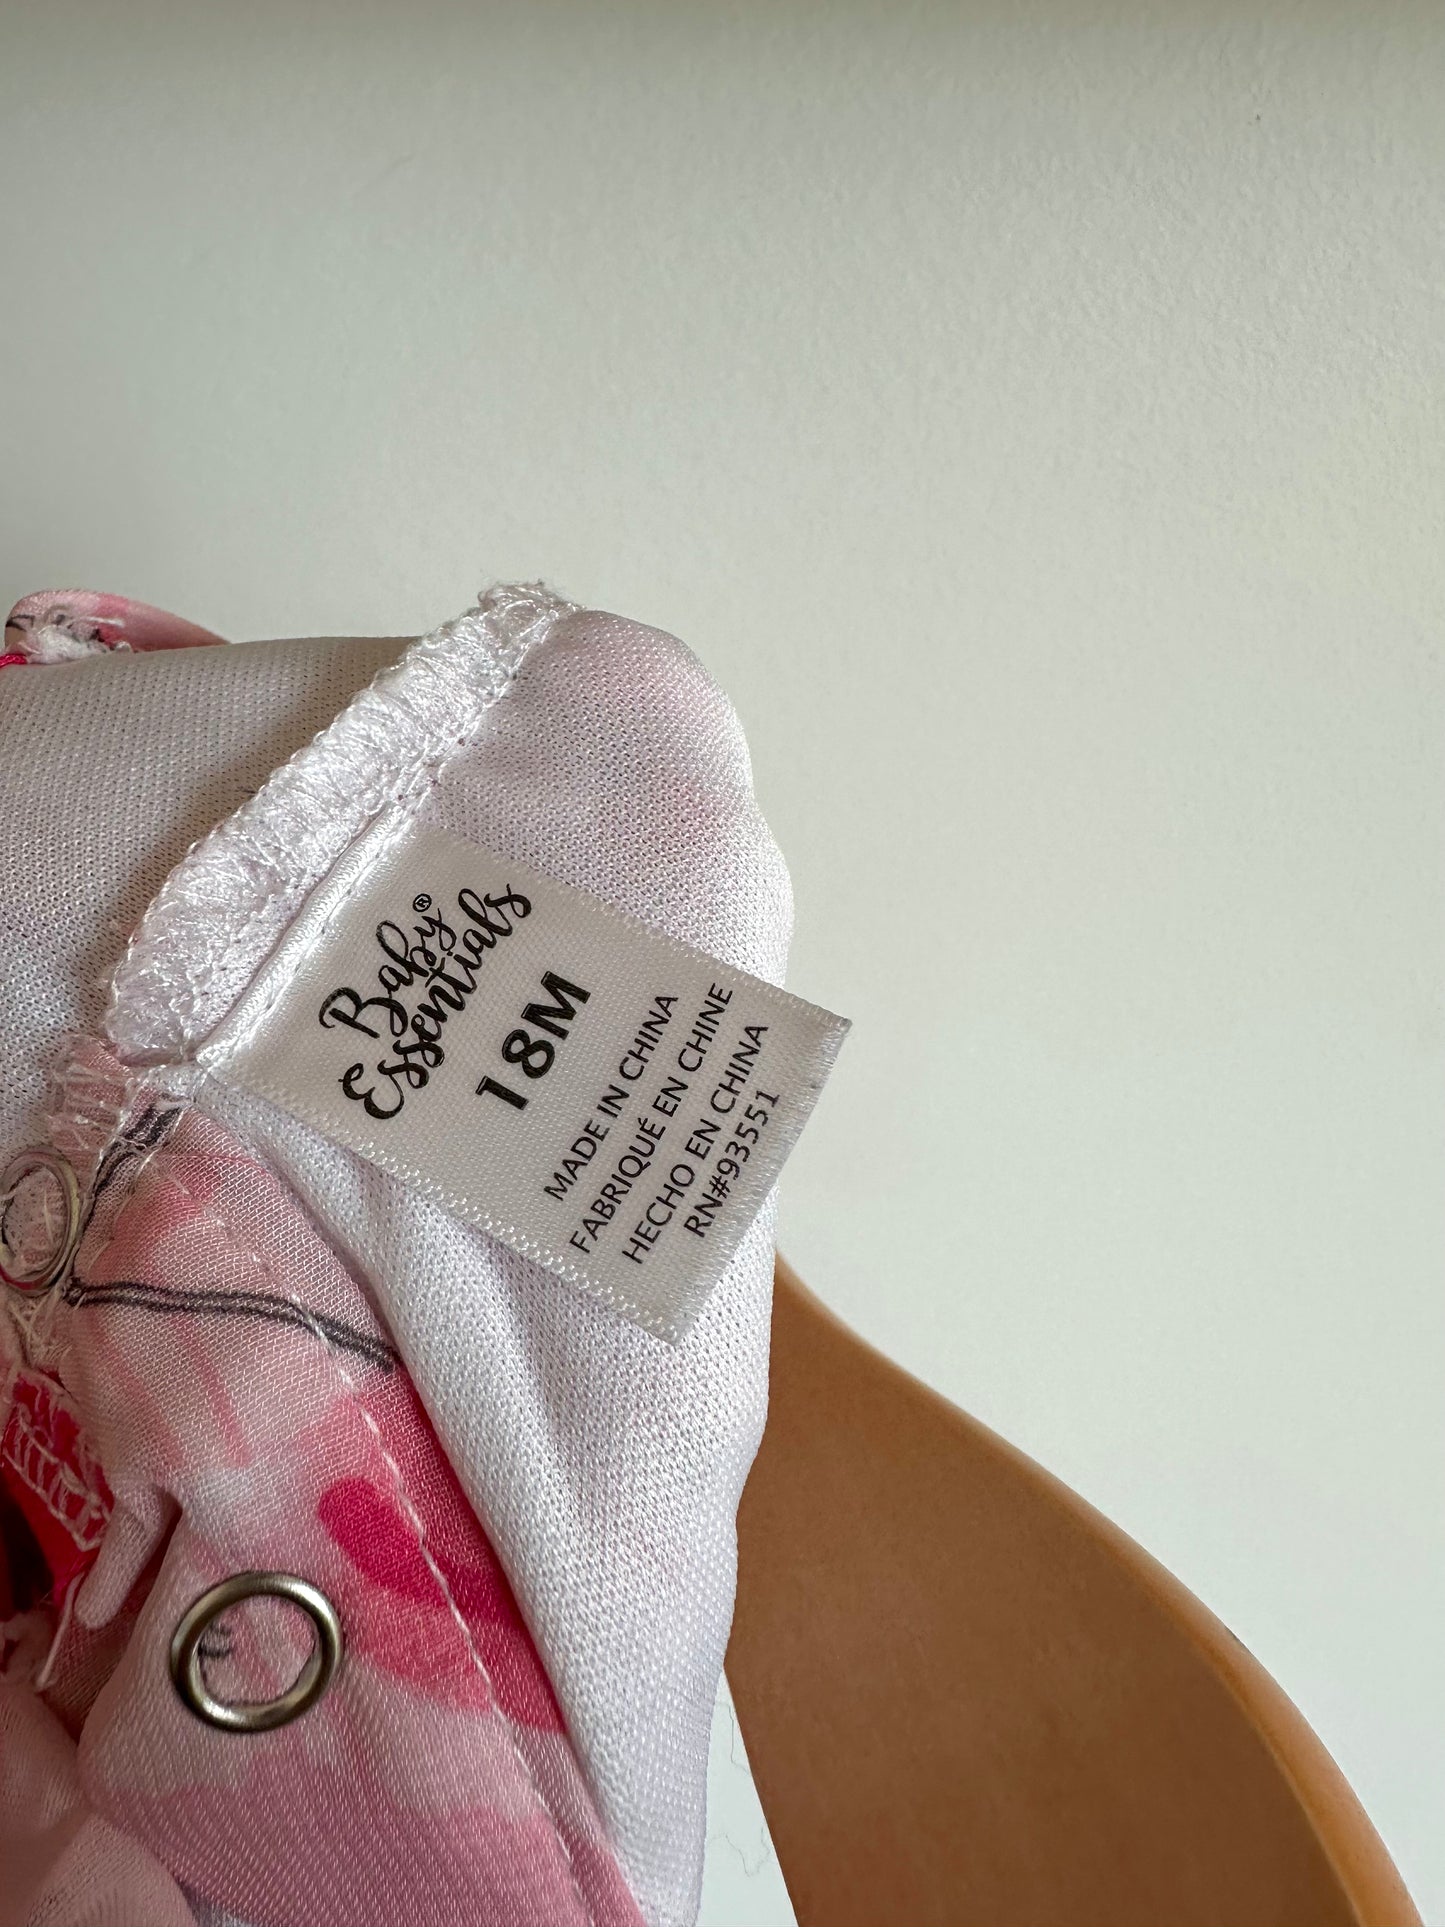 Baby®
Essentials
18M
MADE IN CHINA
FABRIQUÉ EN CHINE
HECHO EN CHINA
RN#93551